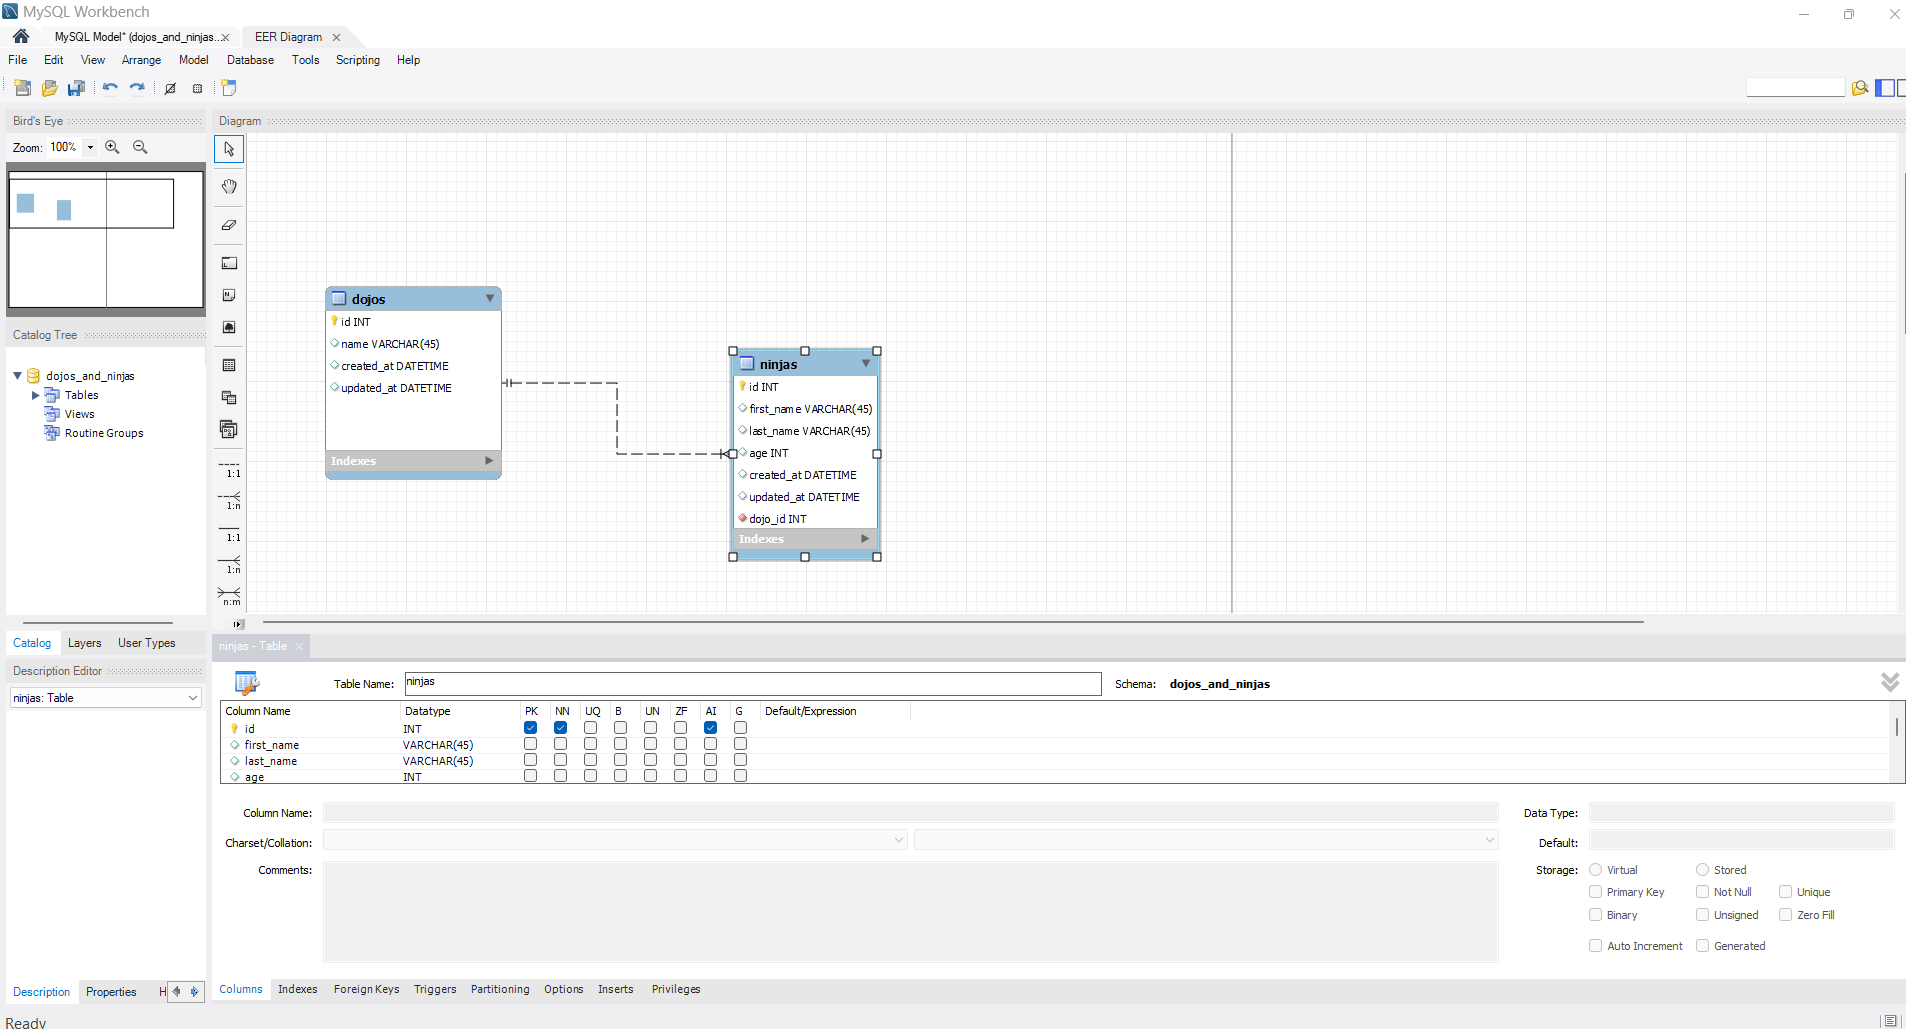 MySQL Workbench
MySQL Model* (dojos_and_ninjas...
EER Diagram
File Edit View Arrange Model Database Tools Scripting Help
Bird's Eye
Zoom: 100%
Diagram
Catalog Tree
dojos_and_ninjas
Tables
Views
Routine Groups
1:1
1:n
1:1
1:n
n:m
dojos
id INT
name VARCHAR(45)
created_at DATETIME
updated_at DATETIME
Indexes
ninjas
id INT
first_name VARCHAR(45)
last_name VARCHAR(45)
age INT
created_at DATETIME
updated_at DATETIME
dojo_id INT
Indexes
Catalog Layers User Types
Description Editor
ninjas: Table
Description Properties H
ninjas - Table
Table Name: ninjas Schema: dojos_and_ninjas
Column Name Datatype PK NN UQ B UN ZF AI G Default/Expression
id INT
first_name VARCHAR(45)
last_name VARCHAR(45)
age INT
Column Name: Data Type:
Charset/Collation: Default:
Comments: Storage: Virtual Stored
Primary Key Not Null Unique
Binary Unsigned Zero Fill
Auto Increment Generated
Columns Indexes Foreign Keys Triggers Partitioning Options Inserts Privileges
Ready